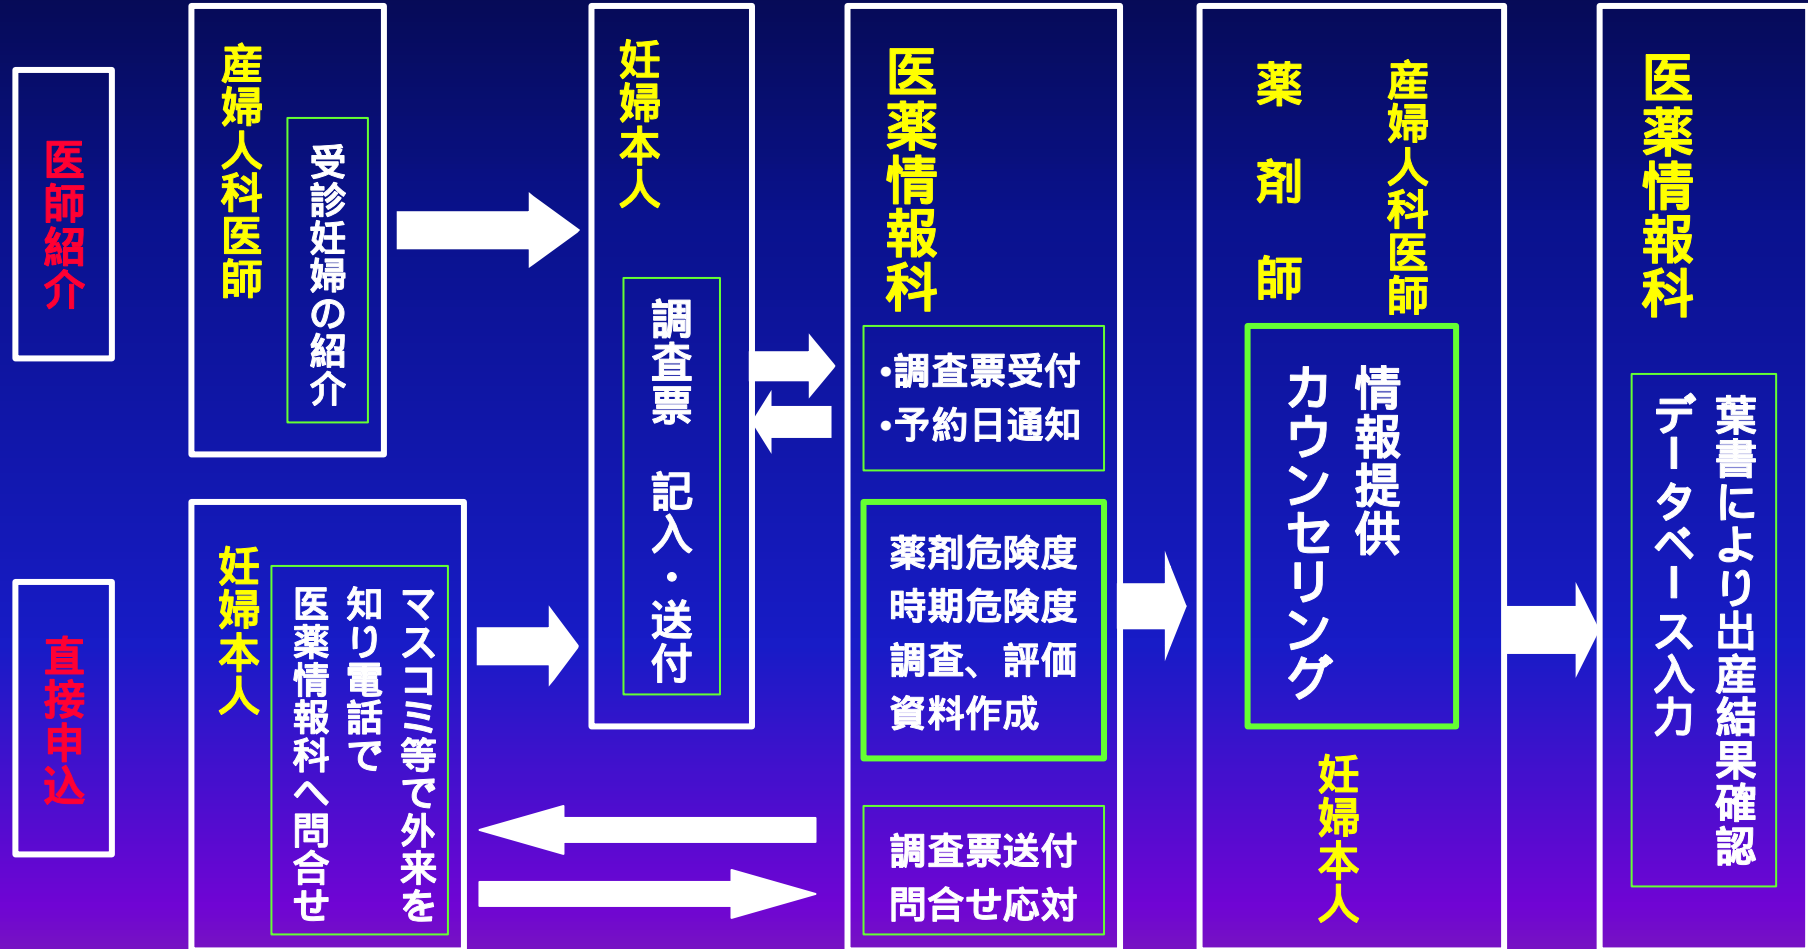 医師紹介
産婦人科医師
受診妊婦の紹介
直接申込
妊婦本人
マスコミ等で外来を
知り電話で
医薬情報科へ問合せ
妊婦本人
調査票　記入・送付
医薬情報科
・調査票受付
・予約日通知
薬剤危険度
時期危険度
調査、評価
資料作成
調査票送付
問合せ応対
産婦人科医師
薬　剤　師
情報提供
カウンセリング
妊婦本人
医薬情報科
葉書により出産結果確認
データベース入力